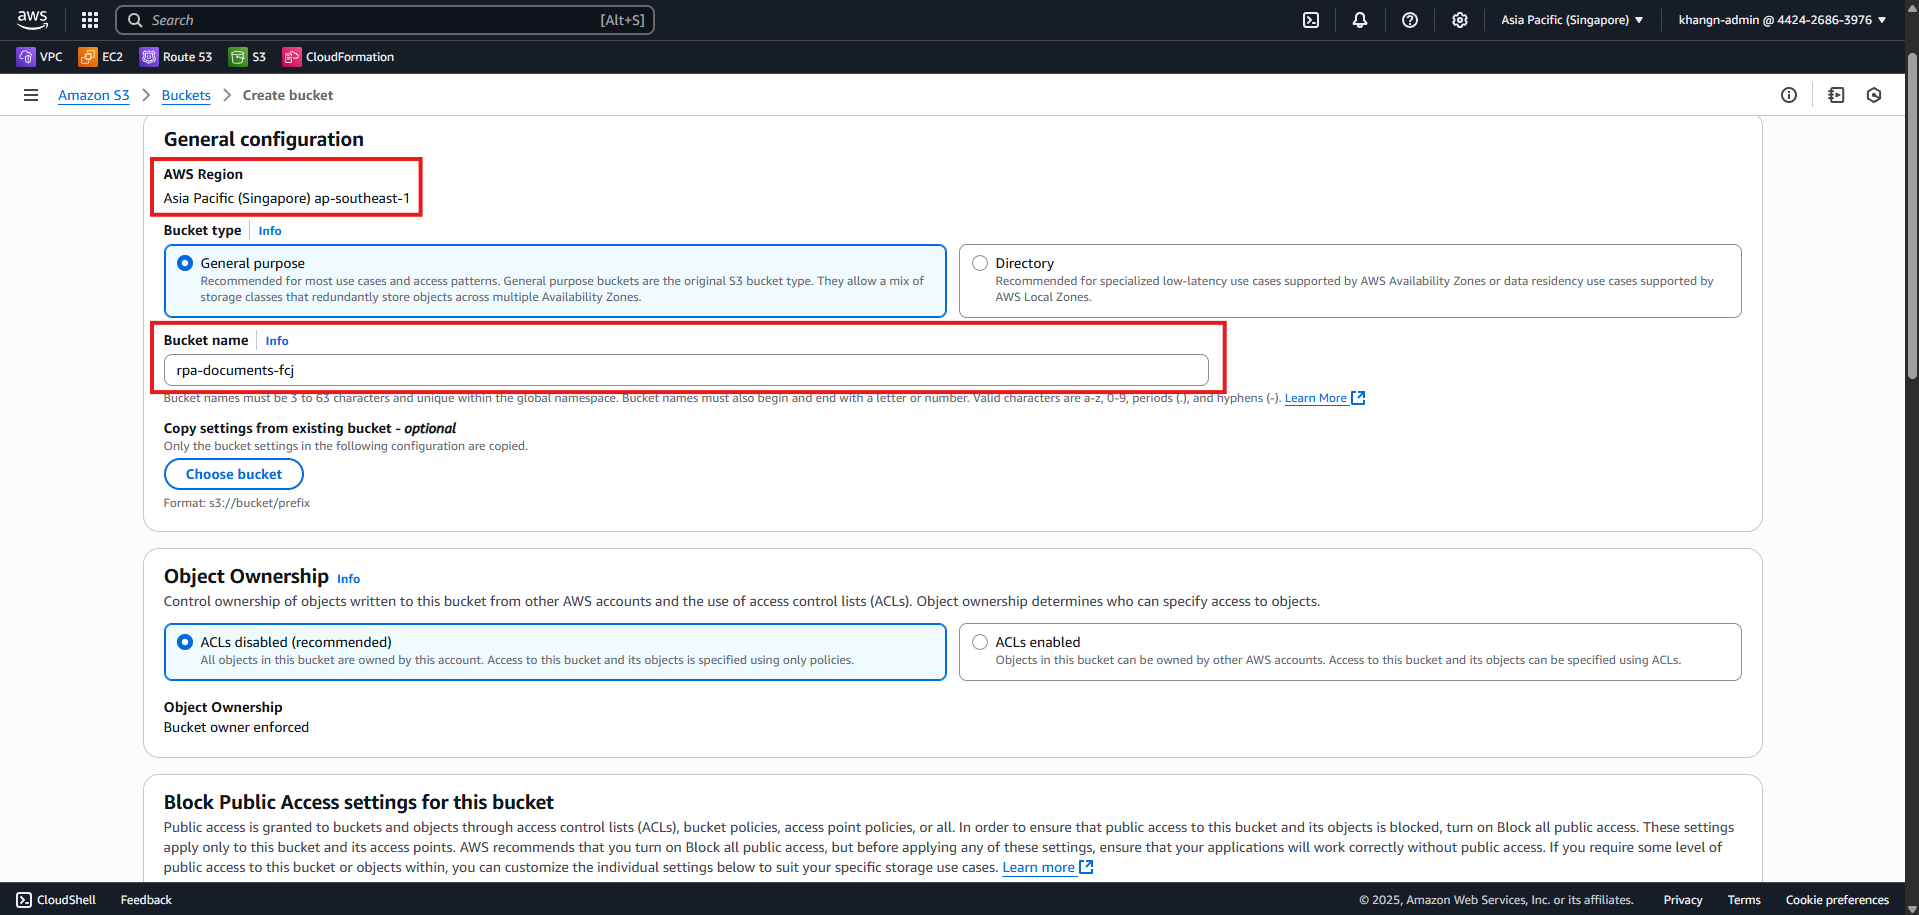 aws
Search [Alt+S]
Asia Pacific (Singapore) ▼
khangn-admin @ 4424-2686-3976 ▼
VPC EC2 Route 53 S3 CloudFormation
Amazon S3 > Buckets > Create bucket
General configuration
AWS Region
Asia Pacific (Singapore) ap-southeast-1
Bucket type Info
General purpose
Recommended for most use cases and access patterns. General purpose buckets are the original S3 bucket type. They allow a mix of
storage classes that redundantly store objects across multiple Availability Zones.
Directory
Recommended for specialized low-latency use cases supported by AWS Availability Zones or data residency use cases supported by
AWS Local Zones.
Bucket name Info
rpa-documents-fcj
Bucket names must be 3 to 63 characters and unique within the global namespace. Bucket names must also begin and end with a letter or number. Valid characters are a-z, 0-9, periods (.), and hyphens (-). Learn More
Copy settings from existing bucket - optional
Only the bucket settings in the following configuration are copied.
Choose bucket
Format: s3://bucket/prefix
Object Ownership Info
Control ownership of objects written to this bucket from other AWS accounts and the use of access control lists (ACLs). Object ownership determines who can specify access to objects.
ACLs disabled (recommended)
All objects in this bucket are owned by this account. Access to this bucket and its objects is specified using only policies.
ACLs enabled
Objects in this bucket can be owned by other AWS accounts. Access to this bucket and its objects can be specified using ACLs.
Object Ownership
Bucket owner enforced
Block Public Access settings for this bucket
Public access is granted to buckets and objects through access control lists (ACLs), bucket policies, access point policies, or all. In order to ensure that public access to this bucket and its objects is blocked, turn on Block all public access. These settings
apply only to this bucket and its access points. AWS recommends that you turn on Block all public access, but before applying any of these settings, ensure that your applications will work correctly without public access. If you require some level of
public access to this bucket or objects within, you can customize the individual settings below to suit your specific storage use cases. Learn more
CloudShell Feedback © 2025, Amazon Web Services, Inc. or its affiliates. Privacy Terms Cookie preferences